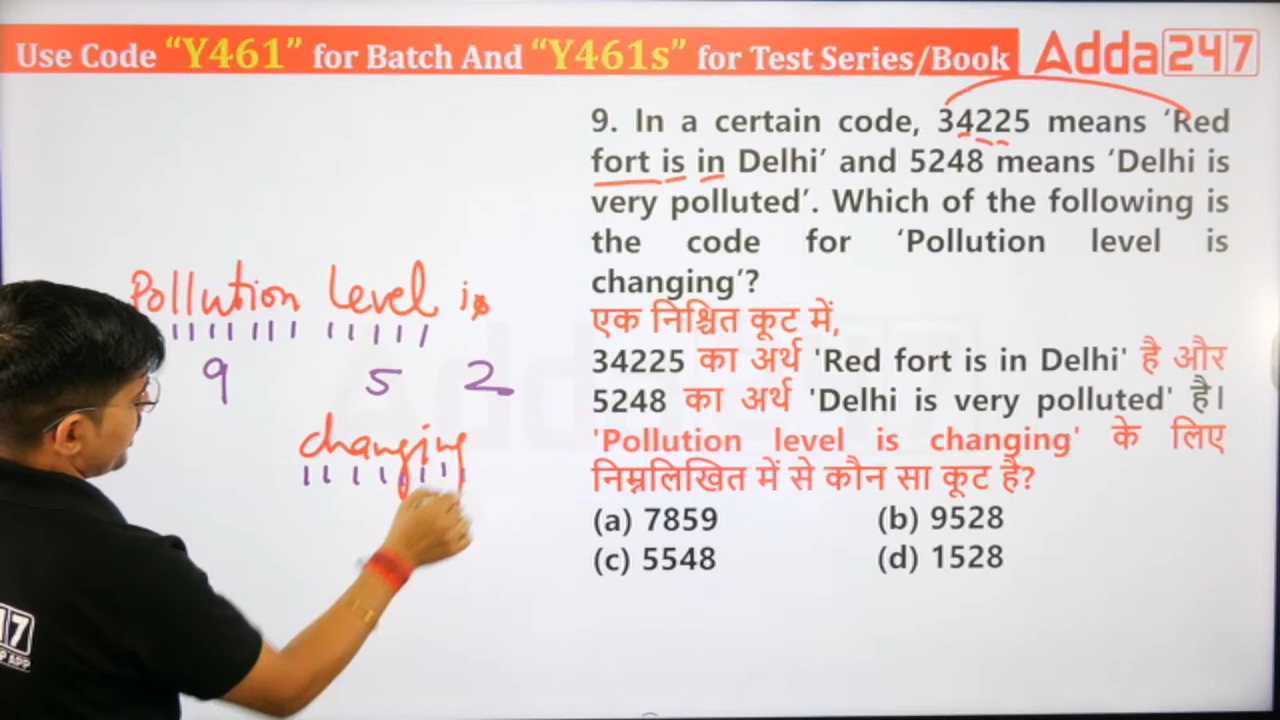 Use Code “Y461” for Batch And “Y461s” for Test Series/Book
Adda247
9. In a certain code, 34225 means ‘Red
fort is in Delhi’ and 5248 means ‘Delhi is
very polluted’. Which of the following is
the code for ‘Pollution level is
changing’?
एक निश्चित कूट में,
34225 का अर्थ 'Red fort is in Delhi' है और
5248 का अर्थ 'Delhi is very polluted' है।
'Pollution level is changing' के लिए
निम्नलिखित में से कौन सा कूट है?
(a) 7859 (b) 9528
(c) 5548 (d) 1528
Pollution level is
9 5 2
changing